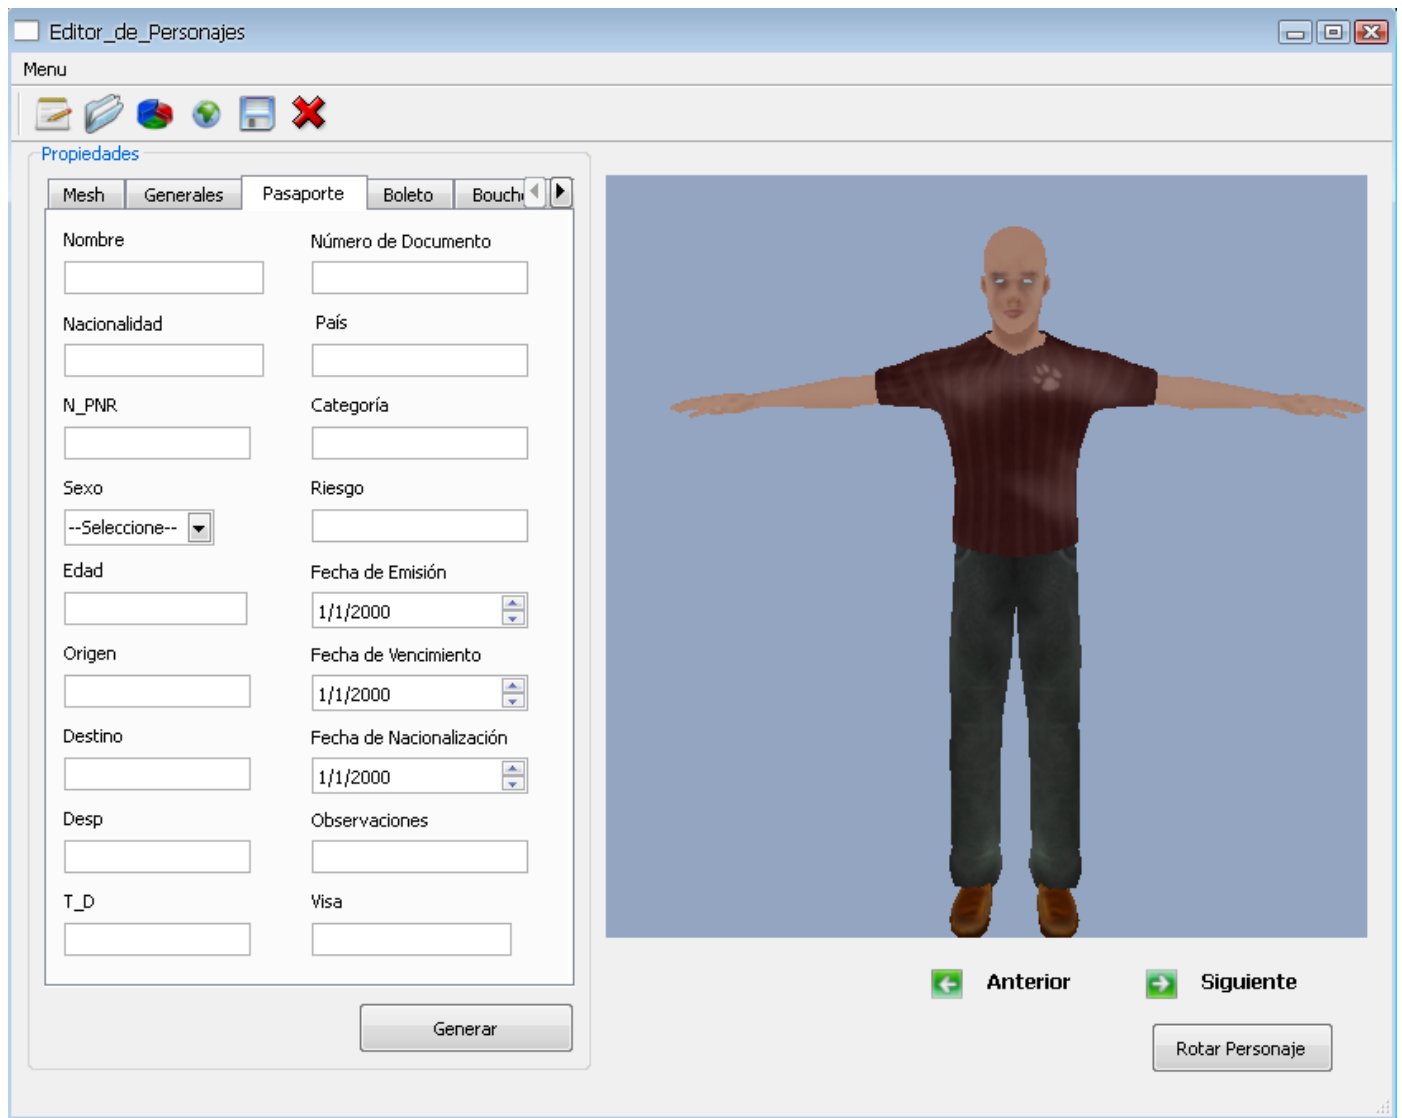 Editor_de_Personajes
Menu
Propiedades
Mesh Generales Pasaporte Boleto Bouch
Nombre Número de Documento
Nacionalidad País
N_PNR Categoría
Sexo Riesgo
--Seleccione--
Edad Fecha de Emisión
1/1/2000
Origen Fecha de Vencimiento
1/1/2000
Destino Fecha de Nacionalización
1/1/2000
Desp Observaciones
T_D Visa
Anterior Siguiente
Generar
Rotar Personaje